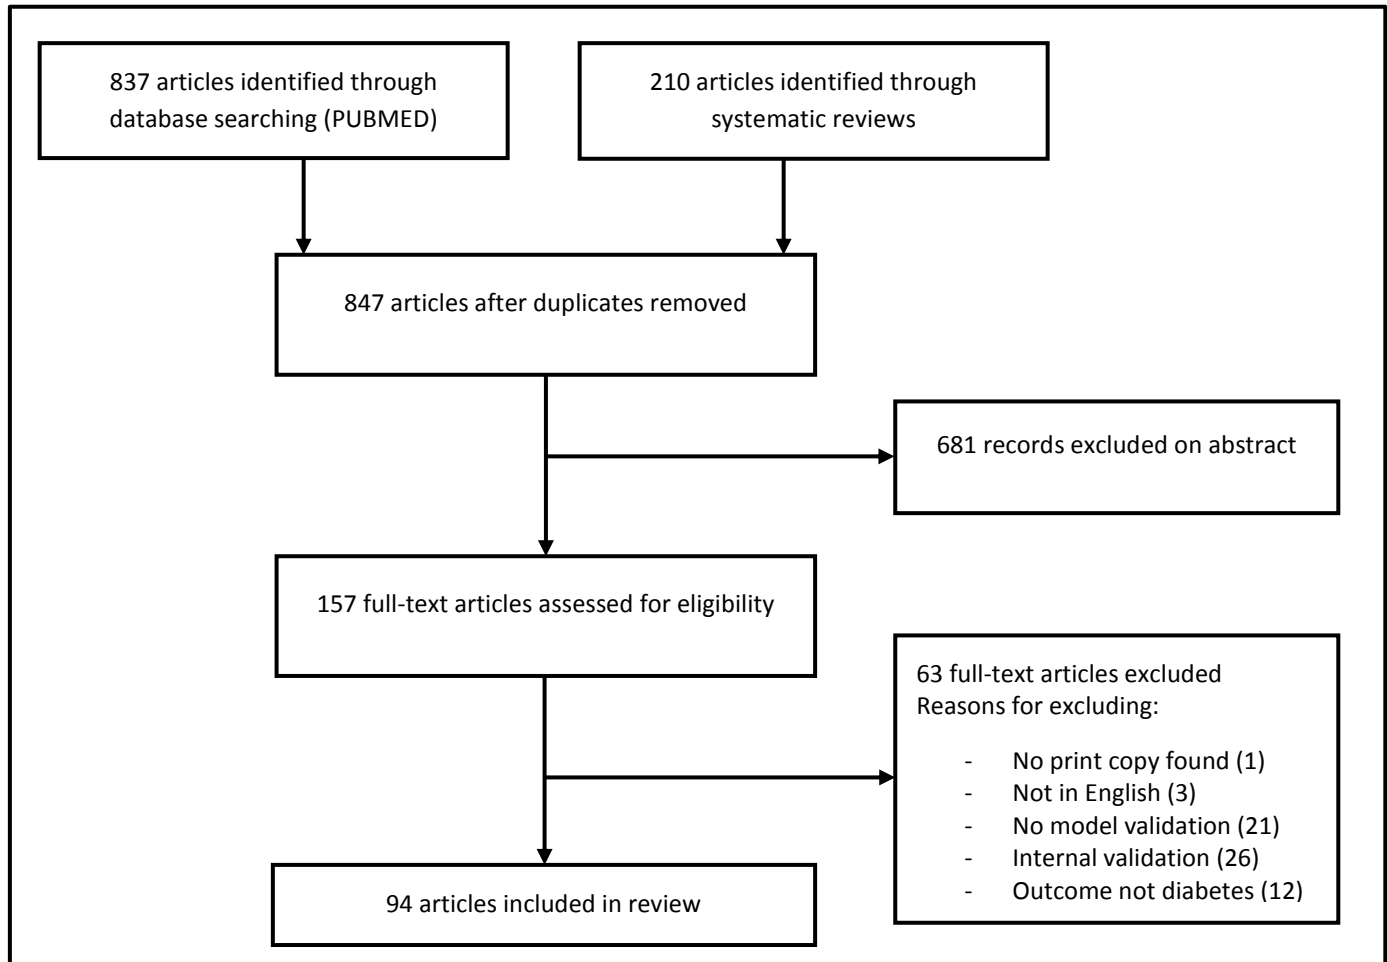 837 articles identified through
database searching (PUBMED)
210 articles identified through
systematic reviews
847 articles after duplicates removed
681 records excluded on abstract
157 full-text articles assessed for eligibility
63 full-text articles excluded
Reasons for excluding:
- No print copy found (1)
- Not in English (3)
- No model validation (21)
- Internal validation (26)
- Outcome not diabetes (12)
94 articles included in review